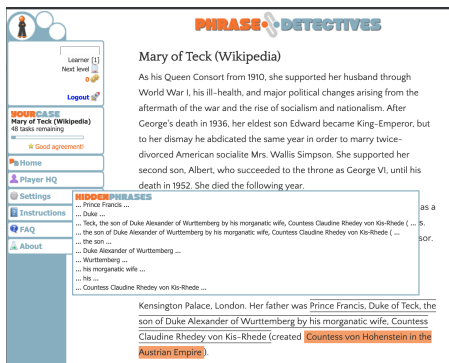 PHRASE DETECTIVES
Learner [1]
Next level
0
Logout
YOURCASE
Mary of Teck (Wikipedia)
48 tasks remaining
Good agreement!
Home
Player HQ
Settings
Instructions
FAQ
About
Mary of Teck (Wikipedia)
As his Queen Consort from 1910, she supported her husband through
World War I, his ill-health, and major political changes arising from the
aftermath of the war and the rise of socialism and nationalism. After
George's death in 1936, her eldest son Edward became King-Emperor, but
to her dismay he abdicated the same year in order to marry twice-
divorced American socialite Mrs. Wallis Simpson. She supported her
second son, Albert, who succeeded to the throne as George VI, until his
death in 1952. She died the following year.
as a
s.
sor.
HIDDENPHRASES
... Prince Francis ...
... Duke ...
... Teck, the son of Duke Alexander of Wurttemberg by his morganatic wife, Countess Claudine Rhedey von Kis-Rhede ( ...
... the son of Duke Alexander of Wurttemberg by his morganatic wife, Countess Claudine Rhedey von Kis-Rhede ( ...
... the son ...
... Duke Alexander of Wurttemberg ...
... Wurttemberg ...
... his morganatic wife ...
... his ...
... Countess Claudine Rhedey von Kis-Rhede ...
Kensington Palace, London. Her father was Prince Francis, Duke of Teck, the
son of Duke Alexander of Wurttemberg by his morganatic wife, Countess
Claudine Rhedey von Kis-Rhede (created Countess von Hohenstein in the
Austrian Empire ).